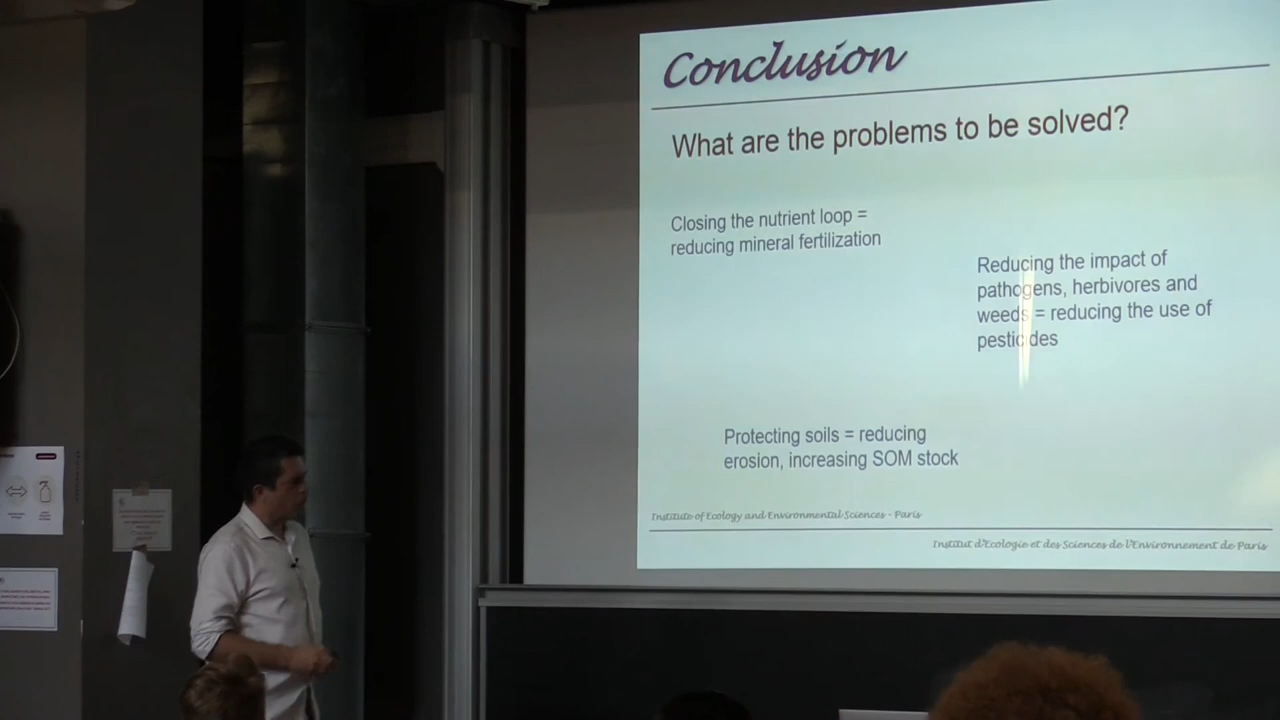 Conclusion
What are the problems to be solved?
Closing the nutrient loop =
reducing mineral fertilization
Reducing the impact of
pathogens, herbivores and
weeds = reducing the use of
pesticides
Protecting soils = reducing
erosion, increasing SOM stock
Institute of Ecology and Environmental Sciences - Paris
Institut d'Ecologie et des Sciences de l'Environnement de Paris